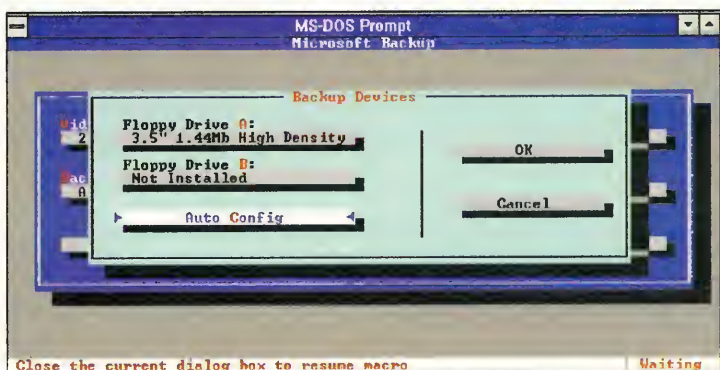 MS-DOS Prompt
Microsoft Backup
Backup Devices
Floppy Drive A:
3.5" 1.44Mb High Density
Floppy Drive B:
Not Installed
Auto Config
OK
Cancel
Close the current dialog box to resume macro
Waiting